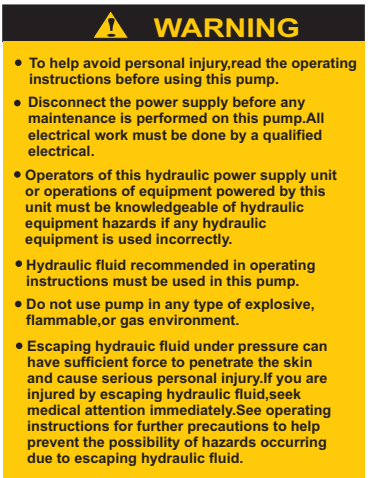 WARNING
• To help avoid personal injury,read the operating
instructions before using this pump.
• Disconnect the power supply before any
maintenance is performed on this pump.All
electrical work must be done by a qualified
electrical.
• Operators of this hydraulic power supply unit
or operations of equipment powered by this
unit must be knowledgeable of hydraulic
equipment hazards if any hydraulic
equipment is used incorrectly.
• Hydraulic fluid recommended in operating
instructions must be used in this pump.
• Do not use pump in any type of explosive,
flammable,or gas environment.
• Escaping hydrauic fluid under pressure can
have sufficient force to penetrate the skin
and cause serious personal injury.If you are
injured by escaping hydraulic fluid,seek
medical attention immediately.See operating
instructions for further precautions to help
prevent the possibility of hazards occurring
due to escaping hydraulic fluid.